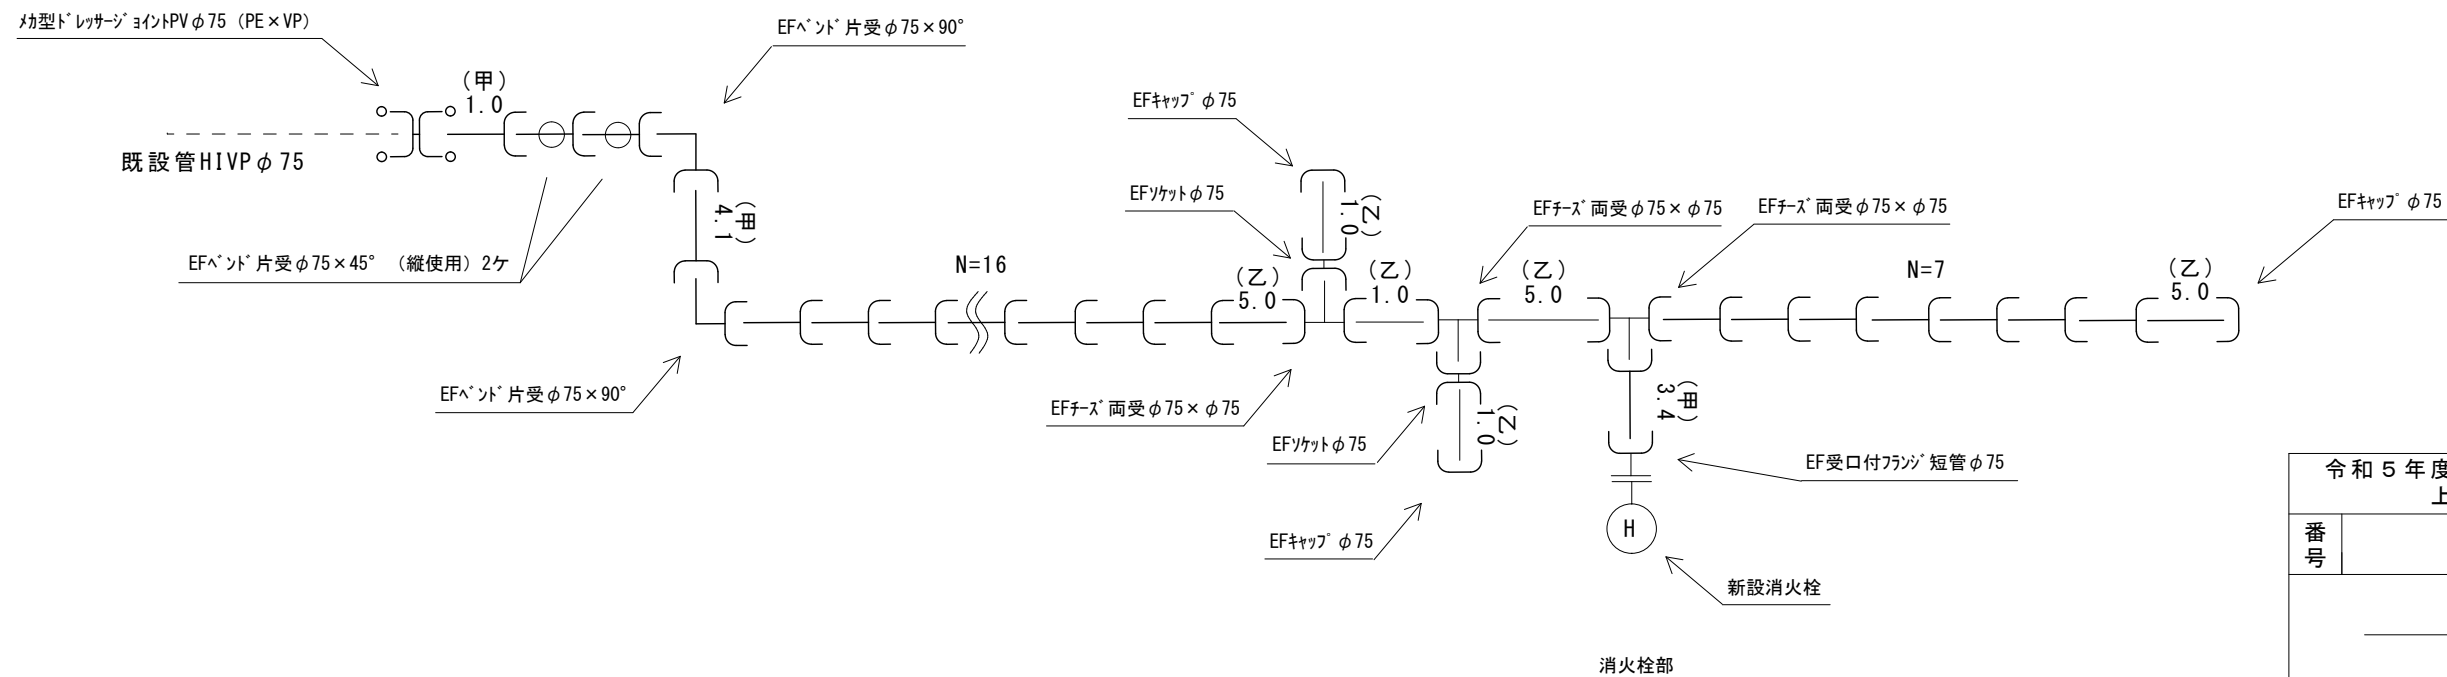 ﾒｶ型ﾄﾞﾚｯｻｰｼﾞｮｲﾝﾄPVφ75（PE×VP）
EFﾍﾞﾝﾄﾞ片受φ75×90°
（甲）
1.0
既設管HIVPφ75
EFﾍﾞﾝﾄﾞ片受φ75×45°（縦使用）2ケ
（甲）
4.1
EFｷｬｯﾌﾟφ75
EFｿｹｯﾄφ75
（乙）
1.0
EFﾁｰｽﾞ両受φ75×φ75
EFﾁｰｽﾞ両受φ75×φ75
EFｷｬｯﾌﾟφ75
N=16
（乙）
5.0
（乙）
1.0
（乙）
5.0
N=7
（乙）
5.0
EFﾍﾞﾝﾄﾞ片受φ75×90°
EFﾁｰｽﾞ両受φ75×φ75
EFｿｹｯﾄφ75
（乙）
1.0
（甲）
3.4
EF受口付ﾌﾗﾝｼﾞ短管φ75
EFｷｬｯﾌﾟφ75
H
新設消火栓
消火栓部
令和５年度
上
番号